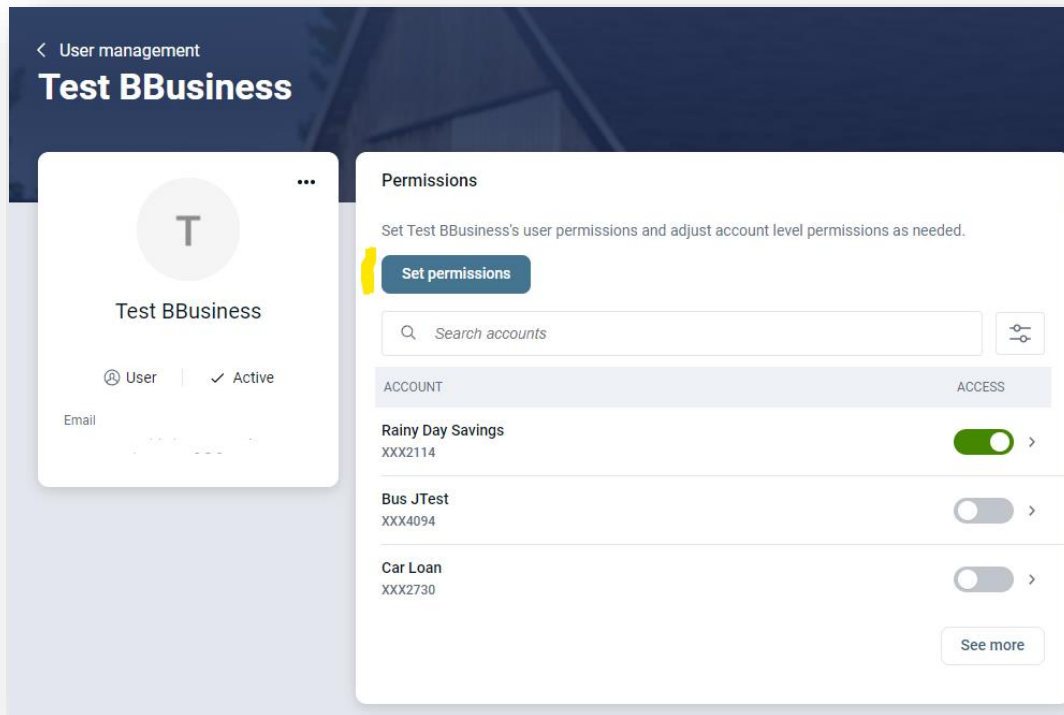 User management
Test BBusiness
T
Test BBusiness
User
Active
Email
Permissions
Set Test BBusiness's user permissions and adjust account level permissions as needed.
Set permissions
Search accounts
ACCOUNT ACCESS
Rainy Day Savings
XXX2114
Bus JTest
XXX4094
Car Loan
XXX2730
See more